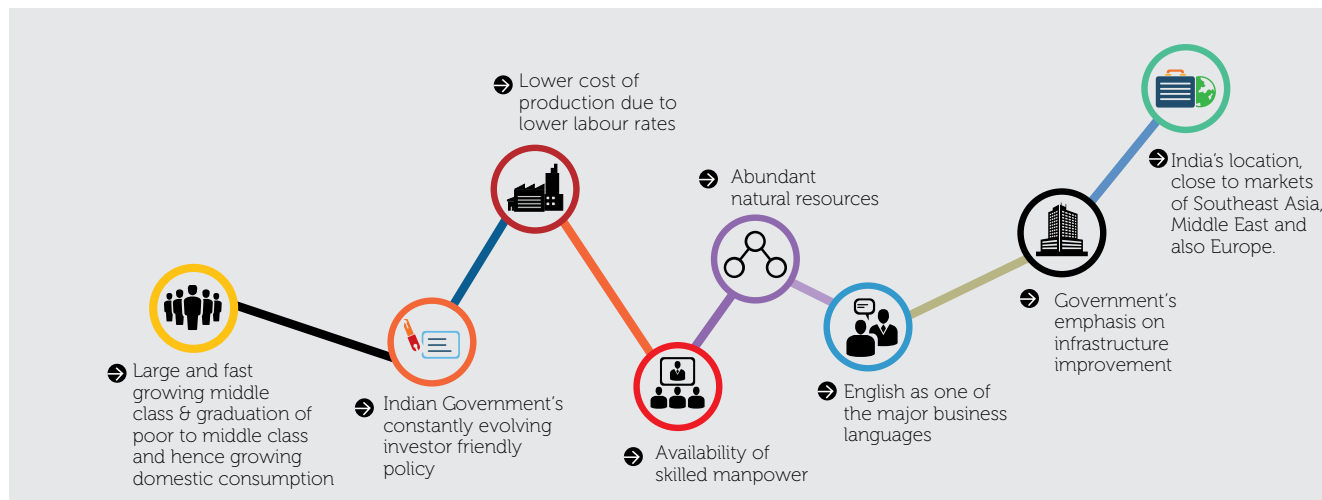 Large and fast
growing middle
class & graduation of
poor to middle class
and hence growing
domestic consumption
Indian Government's
constantly evolving
investor friendly
policy
Lower cost of
production due to
lower labour rates
Availability of
skilled manpower
Abundant
natural resources
English as one of
the major business
languages
Government's
emphasis on
infrastructure
improvement
India's location,
close to markets
of Southeast Asia,
Middle East and
also Europe.